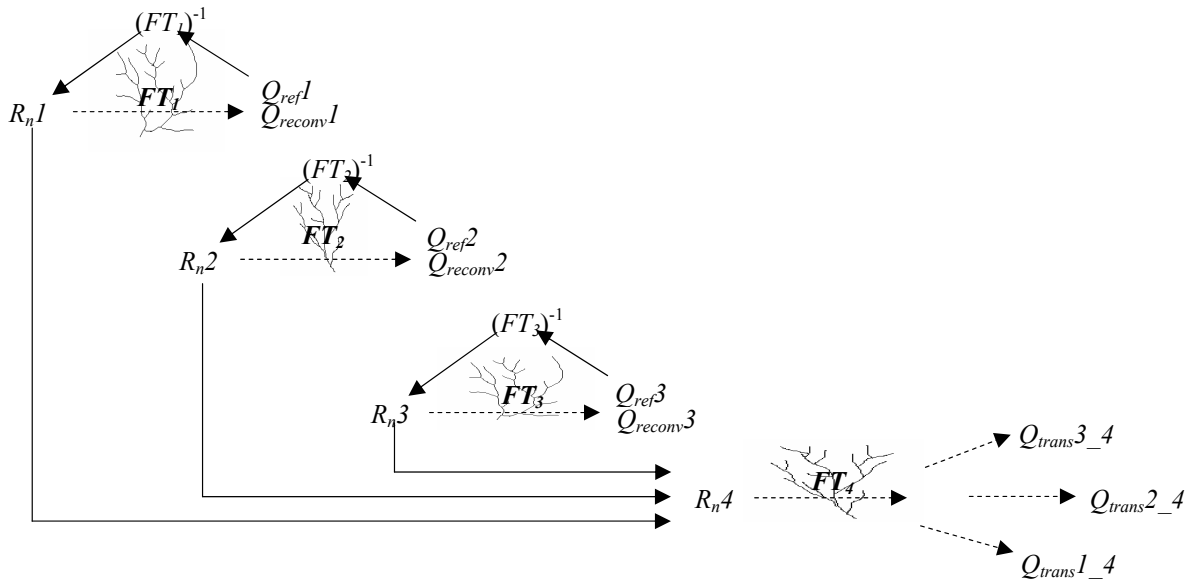 (FT₁)⁻¹
Qref1
FT₁
Rn1
Qreconv1
(FT₂)⁻¹
Qref2
FT₂
Rn2
Qreconv2
(FT₃)⁻¹
Qref3
FT₃
Rn3
Qreconv3
Qtrans3_4
FT₄
Rn4
Qtrans2_4
Qtrans1_4